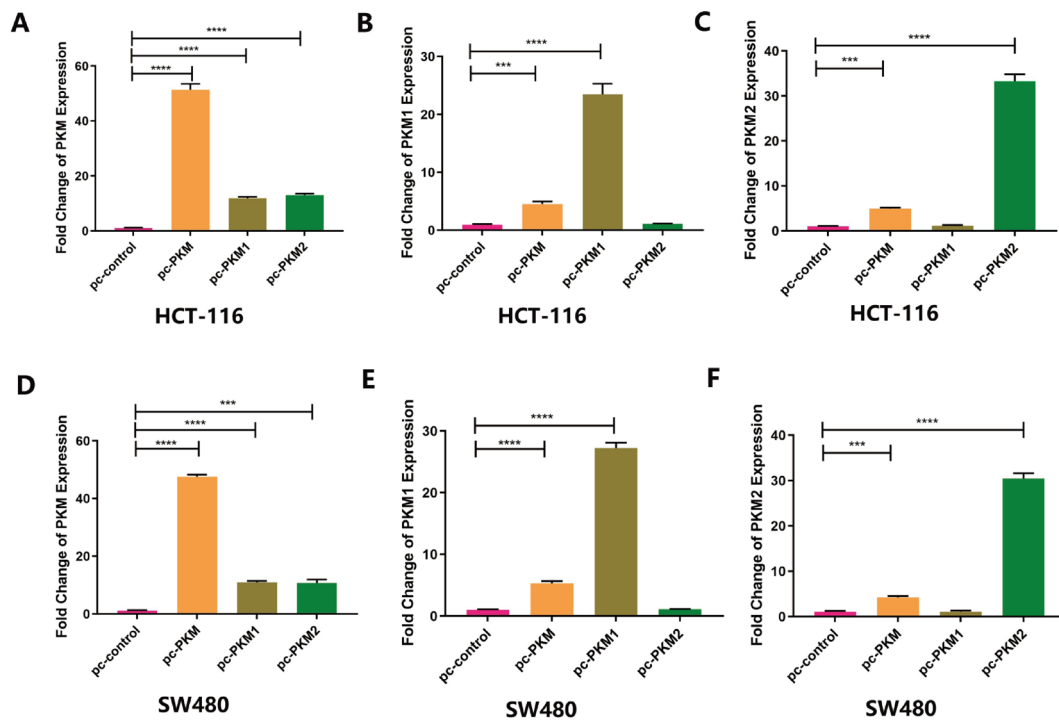 A
Fold Change of PKM Expression
60
40
20
0
****
****
****
pc-control
pc-PKM
pc-PKM1
pc-PKM2
HCT-116
B
Fold Change of PKM1 Expression
30
20
10
0
****
***
pc-control
pc-PKM
pc-PKM1
pc-PKM2
HCT-116
C
Fold Change of PKM2 Expression
40
30
20
10
0
****
***
pc-control
pc-PKM
pc-PKM1
pc-PKM2
HCT-116
D
Fold Change of PKM Expression
60
40
20
0
***
****
****
pc-control
pc-PKM
pc-PKM1
pc-PKM2
SW480
E
Fold Change of PKM1 Expression
30
20
10
0
****
****
pc-control
pc-PKM
pc-PKM1
pc-PKM2
SW480
F
Fold Change of PKM2 Expression
40
30
20
10
0
****
***
pc-control
pc-PKM
pc-PKM1
pc-PKM2
SW480